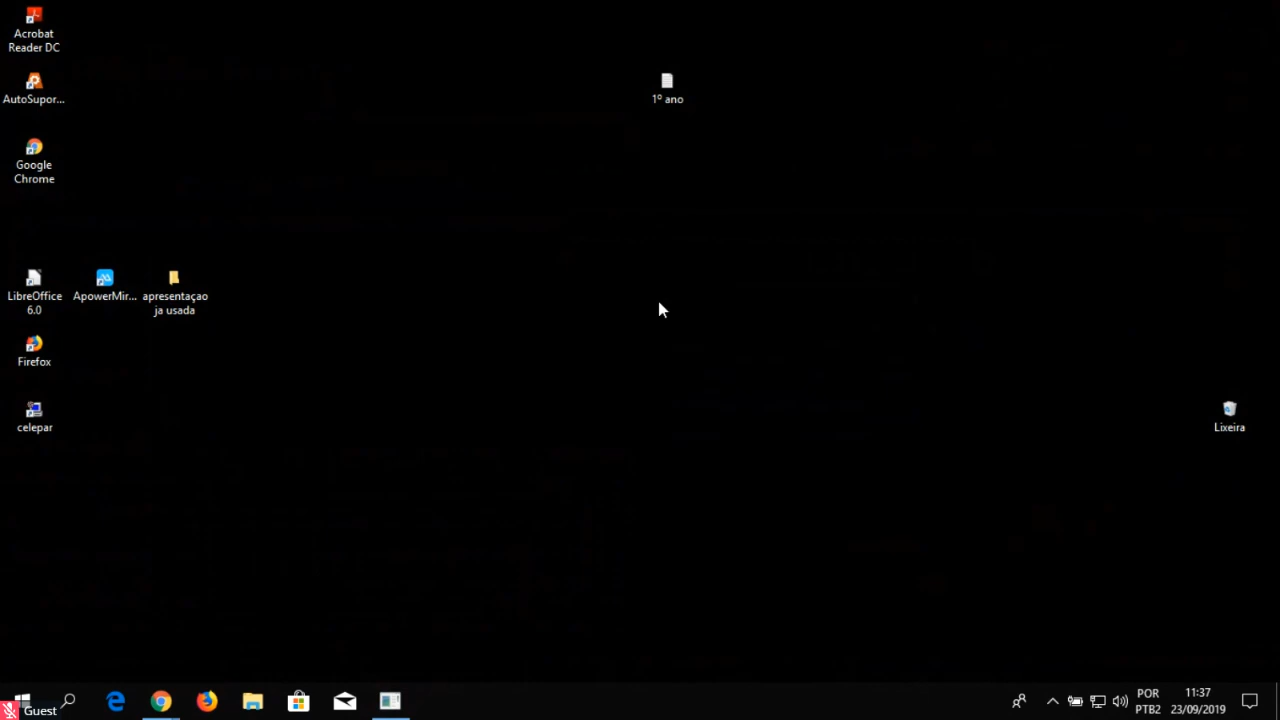 Acrobat
Reader DC
AutoSupor...
Google
Chrome
LibreOffice
6.0
ApowerMir...
apresentaçao
ja usada
Firefox
celepar
1º ano
Lixeira
Guest
POR
PTB2
11:37
23/09/2019